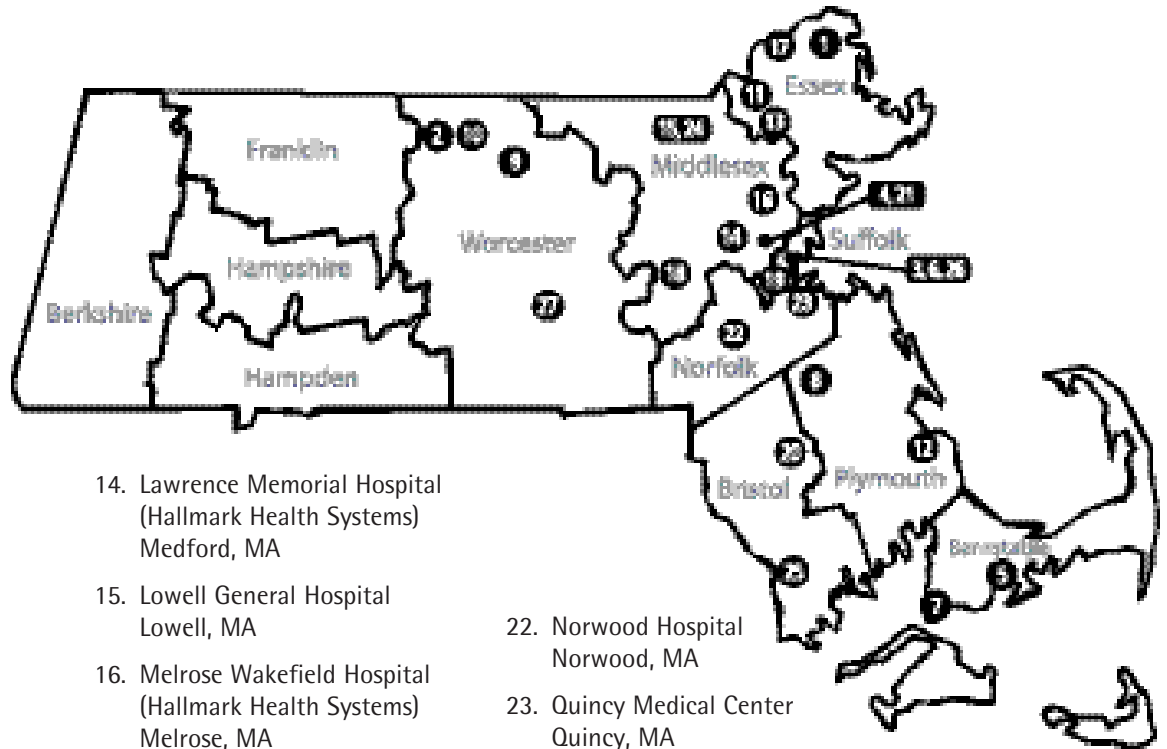 Essex
Franklin
Middlesex
Worcester
Suffolk
Hampshire
Berkshire
Norfolk
Hampden
22
Plymouth
Bristol
Barnstable
14. Lawrence Memorial Hospital
(Hallmark Health Systems)
Medford, MA
15. Lowell General Hospital
Lowell, MA
16. Melrose Wakefield Hospital
(Hallmark Health Systems)
Melrose, MA
22. Norwood Hospital
Norwood, MA
23. Quincy Medical Center
Quincy, MA